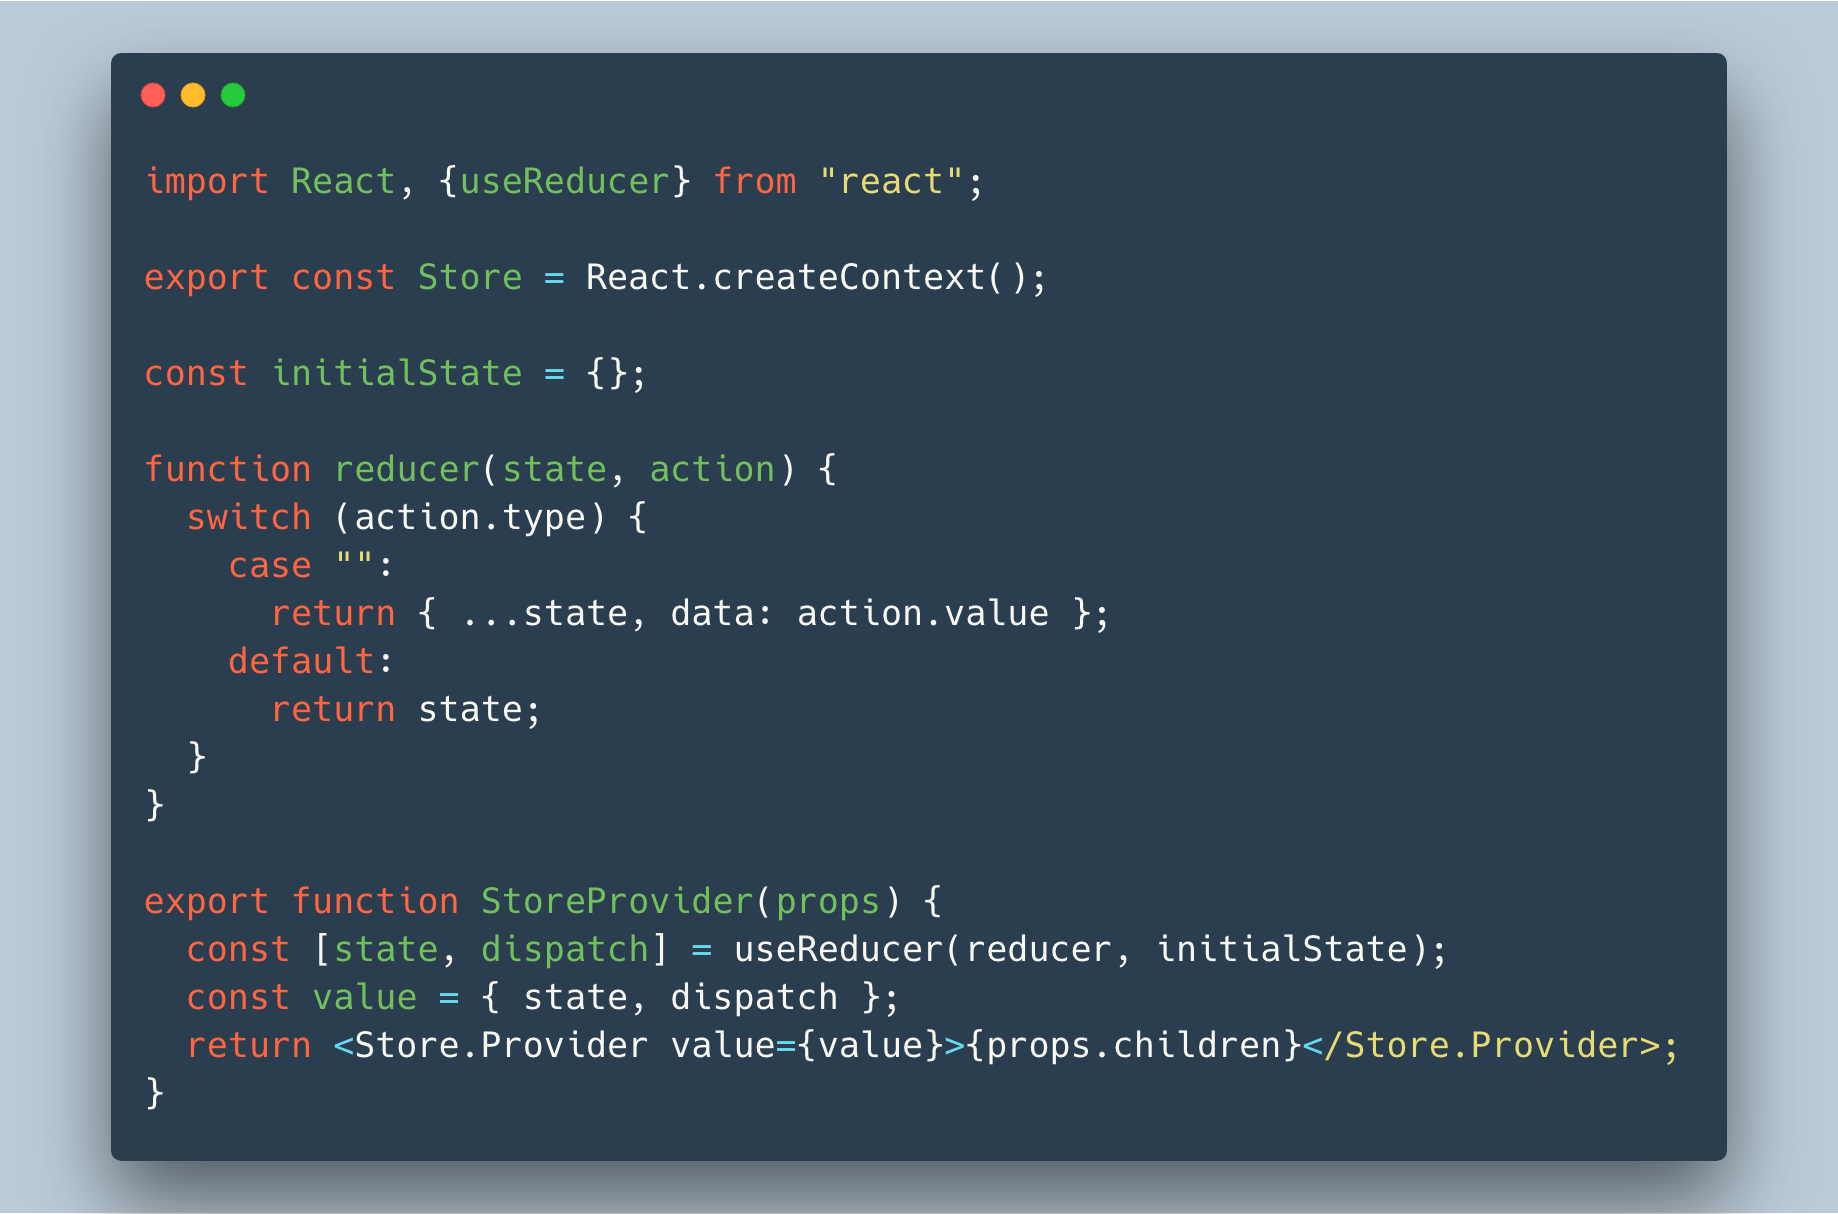 import React, {useReducer} from "react";

export const Store = React.createContext();

const initialState = {};

function reducer(state, action) {
  switch (action.type) {
    case "":
      return { ...state, data: action.value };
    default:
      return state;
  }
}

export function StoreProvider(props) {
  const [state, dispatch] = useReducer(reducer, initialState);
  const value = { state, dispatch };
  return <Store.Provider value={value}>{props.children}</Store.Provider>;
}